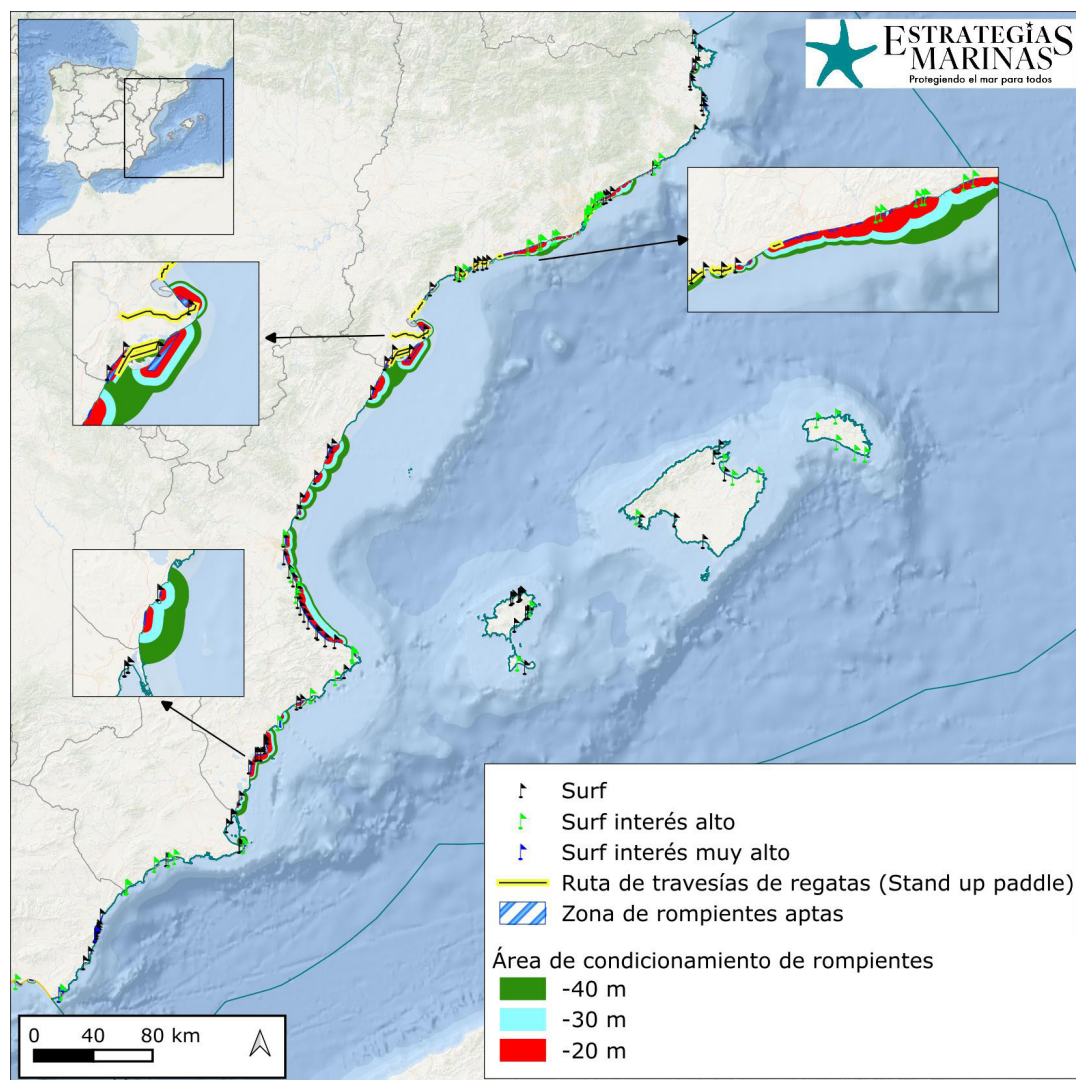 ESTRATEGIAS
MARINAS
Protegiendo el mar para todos
Surf
Surf interés alto
Surf interés muy alto
Ruta de travesías de regatas (Stand up paddle)
Zona de rompientes aptas
Área de condicionamiento de rompientes
-40 m
-30 m
-20 m
0 40 80 km